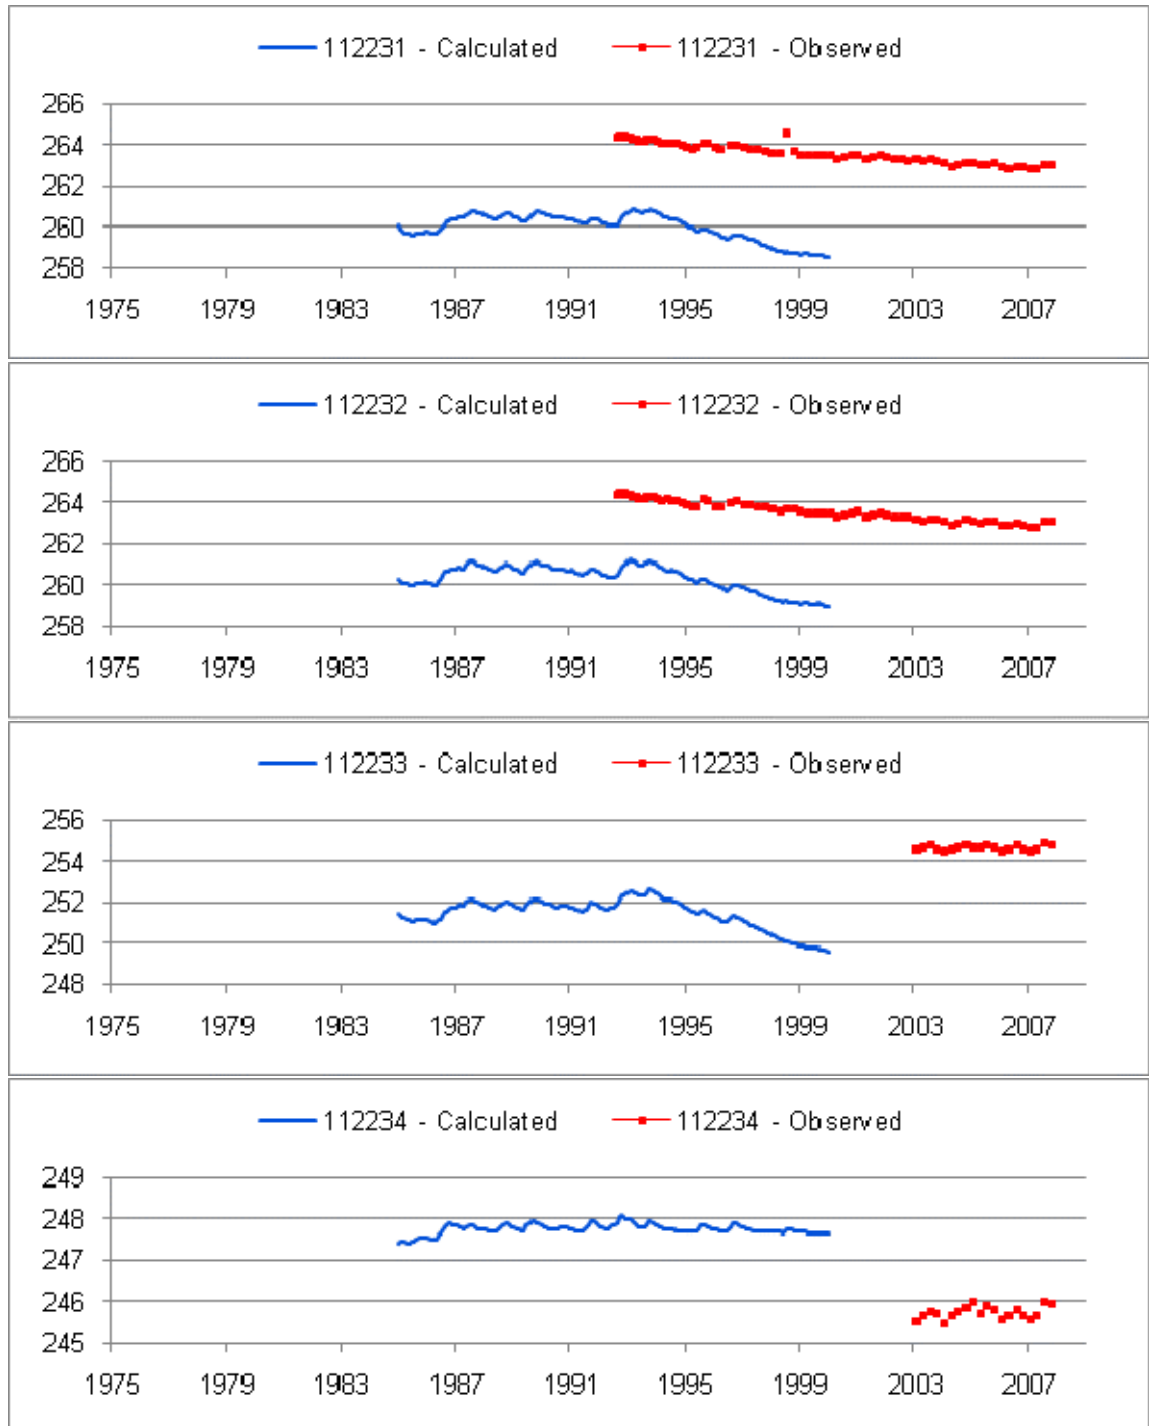 112231 - Calculated 112231 - Observed
266
264
262
260
258
1975 1979 1983 1987 1991 1995 1999 2003 2007
112232 - Calculated 112232 - Observed
266
264
262
260
258
1975 1979 1983 1987 1991 1995 1999 2003 2007
112233 - Calculated 112233 - Observed
256
254
252
250
248
1975 1979 1983 1987 1991 1995 1999 2003 2007
112234 - Calculated 112234 - Observed
249
248
247
246
245
1975 1979 1983 1987 1991 1995 1999 2003 2007